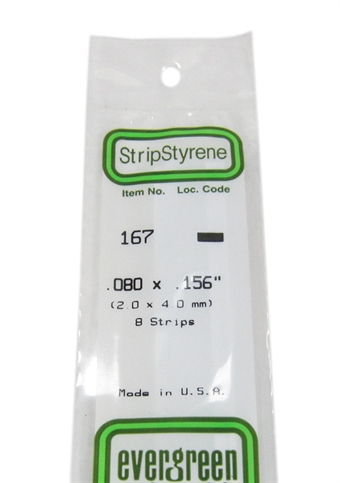 StripStyrene
Item No. Loc. Code
167
.080 x .156"
(2.0 x 4.0 mm)
8 Strips
Made in U.S.A.
evergreen